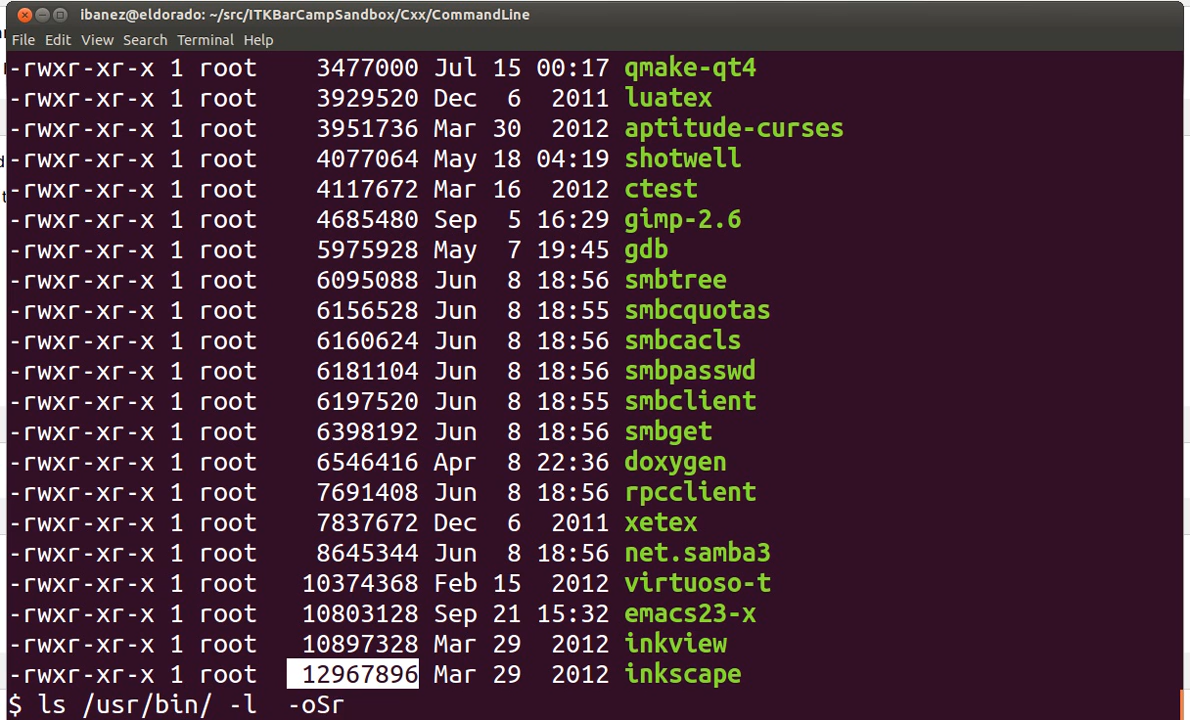 ibanez@eldorado: ~/src/ITKBarCampSandbox/Cxx/CommandLine
File Edit View Search Terminal Help
-rwxr-xr-x 1 root 3477000 Jul 15 00:17 qmake-qt4
-rwxr-xr-x 1 root 3929520 Dec 6 2011 luatex
-rwxr-xr-x 1 root 3951736 Mar 30 2012 aptitude-curses
-rwxr-xr-x 1 root 4077064 May 18 04:19 shotwell
-rwxr-xr-x 1 root 4117672 Mar 16 2012 ctest
-rwxr-xr-x 1 root 4685480 Sep 5 16:29 gimp-2.6
-rwxr-xr-x 1 root 5975928 May 7 19:45 gdb
-rwxr-xr-x 1 root 6095088 Jun 8 18:56 smbtree
-rwxr-xr-x 1 root 6156528 Jun 8 18:55 smbcquotas
-rwxr-xr-x 1 root 6160624 Jun 8 18:56 smbcacls
-rwxr-xr-x 1 root 6181104 Jun 8 18:56 smbpasswd
-rwxr-xr-x 1 root 6197520 Jun 8 18:55 smbclient
-rwxr-xr-x 1 root 6398192 Jun 8 18:56 smbget
-rwxr-xr-x 1 root 6546416 Apr 8 22:36 doxygen
-rwxr-xr-x 1 root 7691408 Jun 8 18:56 rpcclient
-rwxr-xr-x 1 root 7837672 Dec 6 2011 xetex
-rwxr-xr-x 1 root 8645344 Jun 8 18:56 net.samba3
-rwxr-xr-x 1 root 10374368 Feb 15 2012 virtuoso-t
-rwxr-xr-x 1 root 10803128 Sep 21 15:32 emacs23-x
-rwxr-xr-x 1 root 10897328 Mar 29 2012 inkview
-rwxr-xr-x 1 root 12967896 Mar 29 2012 inkscape
$ ls /usr/bin/ -l -oSr